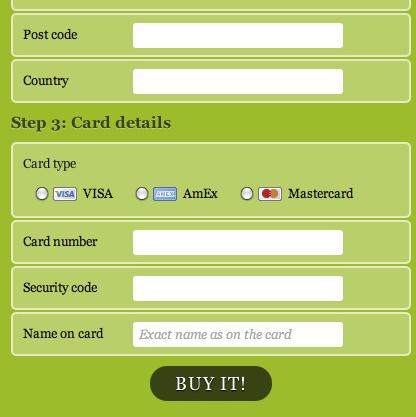 Post code
Country
Step 3: Card details
Card type
VISA VISA AMEX AmEx Mastercard
Card number
Security code
Name on card Exact name as on the card
BUY IT!